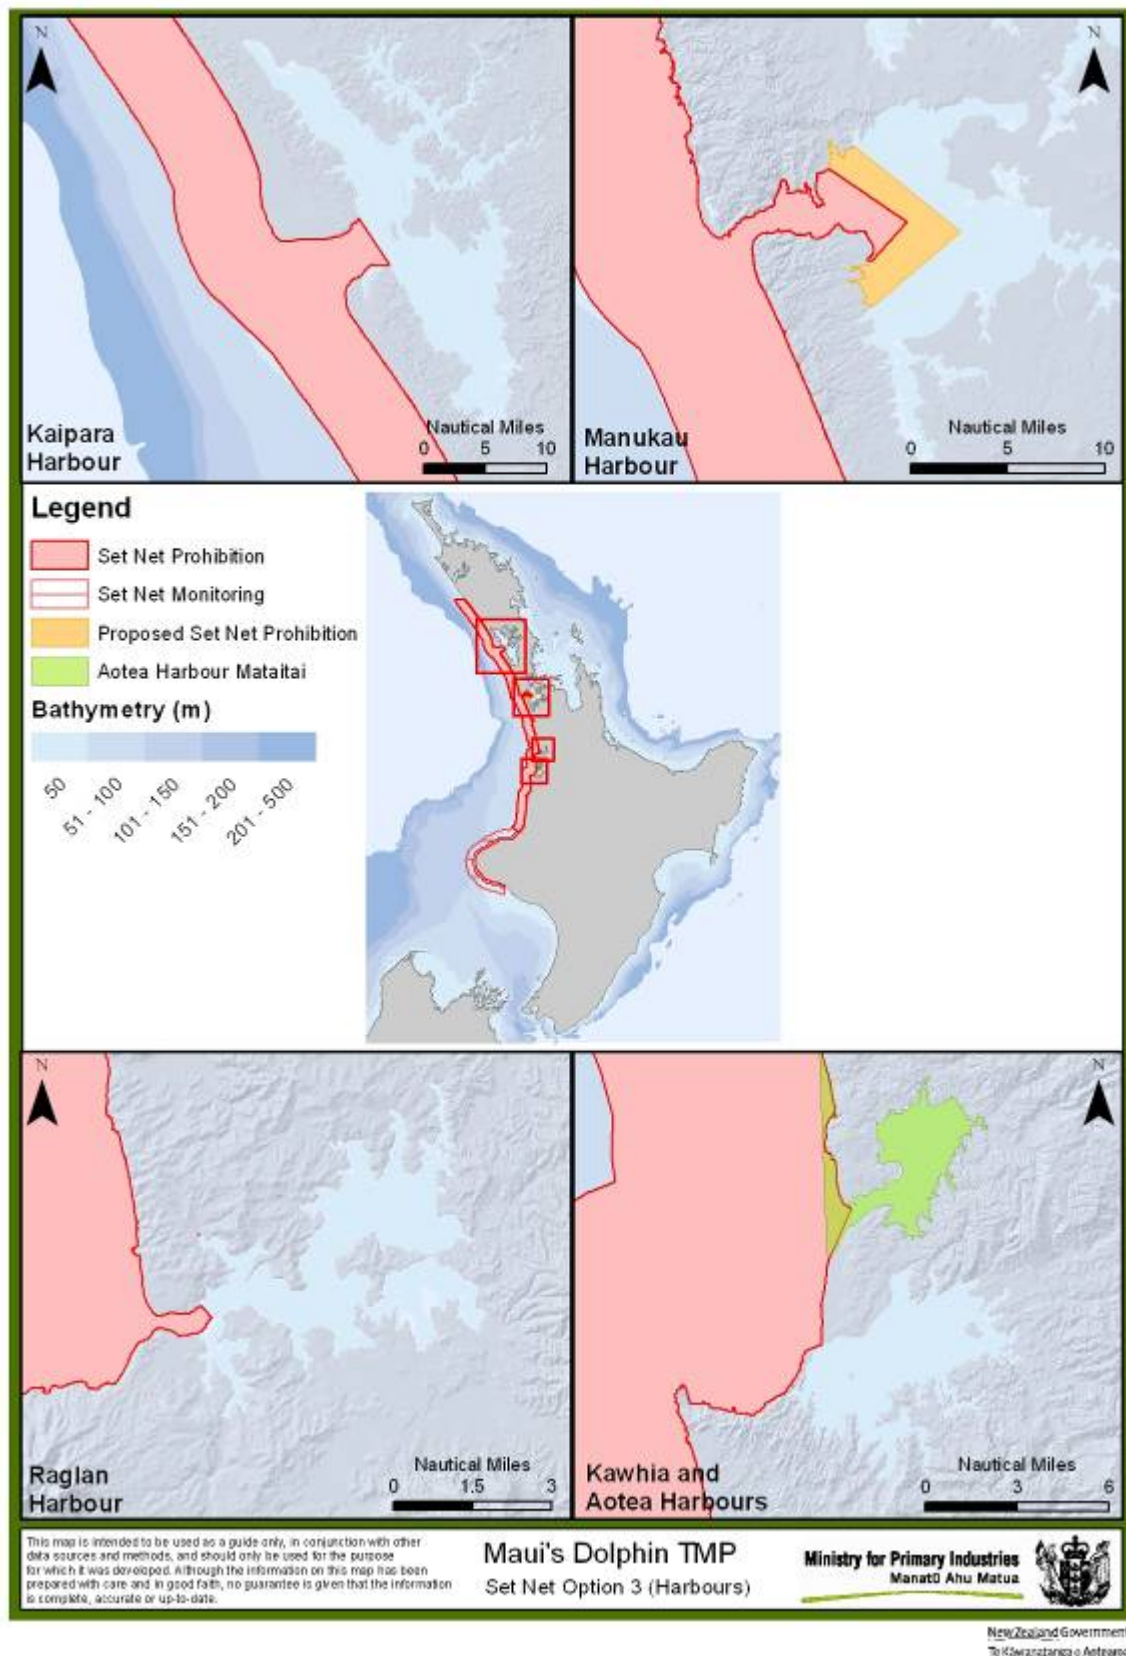 N
N
Kaipara
Harbour
Nautical Miles
0 5 10
Manukau
Harbour
Nautical Miles
0 5 10
Legend
Set Net Prohibition
Set Net Monitoring
Proposed Set Net Prohibition
Aotea Harbour Mataitai
Bathymetry (m)
50
51 - 100
101 - 150
151 - 200
201 - 500
N
N
Raglan
Harbour
Nautical Miles
0 1.5 3
Kawhia and
Aotea Harbours
Nautical Miles
0 3 6
This map is intended to be used as a guide only, in conjunction with other
data sources and methods, and should only be used for the purpose
for which it was developed. Although the information on this map has been
prepared with care and in good faith, no guarantee is given that the information
is complete, accurate or up-to-date.
Maui's Dolphin TMP
Set Net Option 3 (Harbours)
Ministry for Primary Industries
Manatū Ahu Matua
New Zealand Government
Te Kāwanatanga o Aotearoa